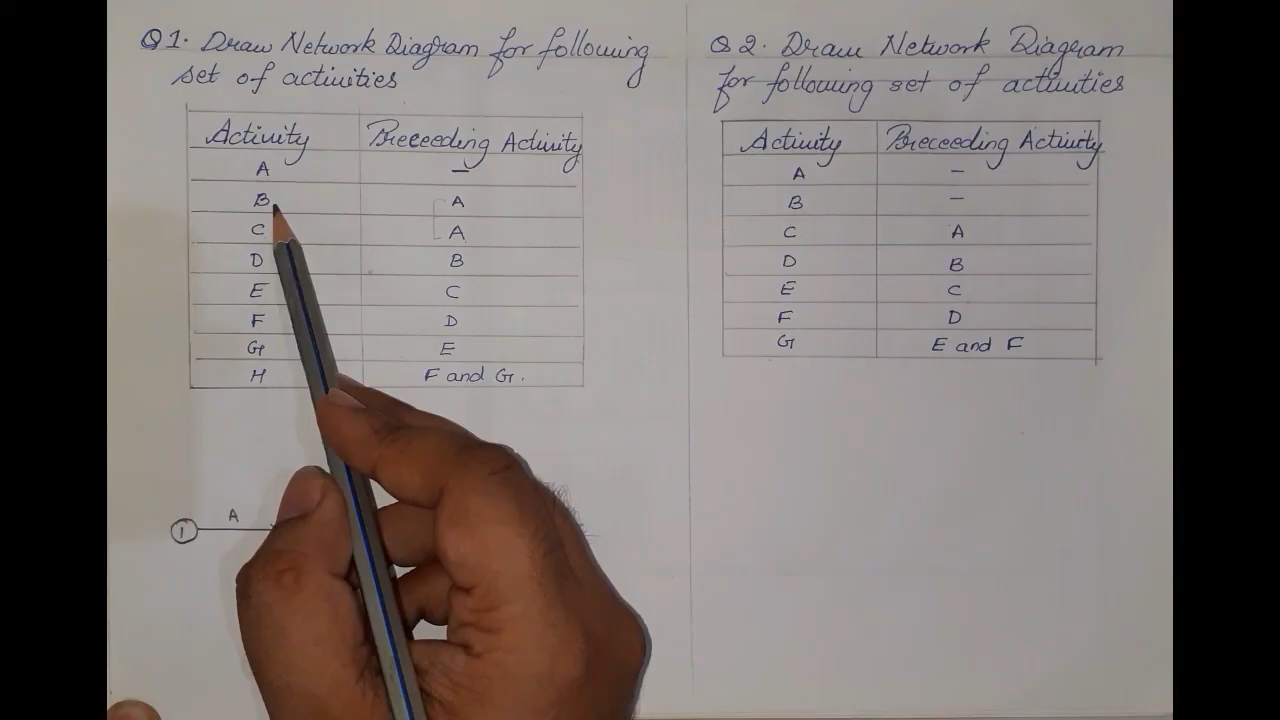 Q1. Draw Network Diagram for following
set of activities
Activity Preceeding Activity
A –
B A
C A
D B
E C
F D
G E
H F and G.
1 A
Q2. Draw Network Diagram
for following set of activities
Activity Preceeding Activity
A –
B –
C A
D B
E C
F D
G E and F